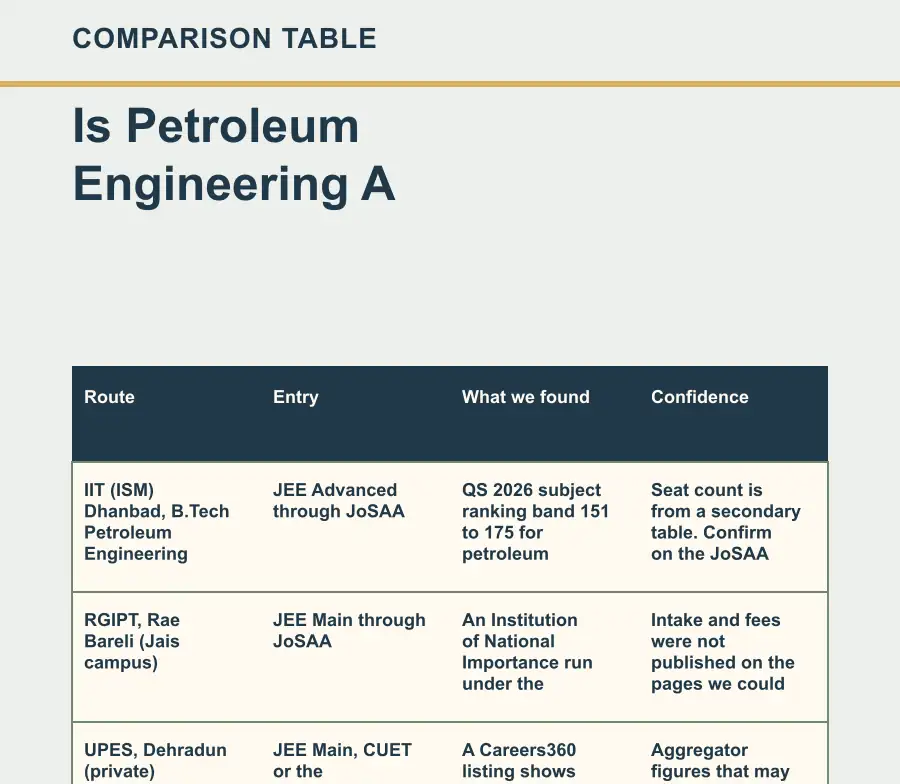 COMPARISON TABLE
Is Petroleum
Engineering A
Route
Entry
What we found
Confidence
IIT (ISM)
Dhanbad, B.Tech
Petroleum
Engineering
JEE Advanced
through JoSAA
QS 2026 subject
ranking band 151
to 175 for
petroleum
Seat count is
from a secondary
table. Confirm
on the JoSAA
RGIPT, Rae
Bareli (Jais
campus)
JEE Main through
JoSAA
An Institution
of National
Importance run
under the
Intake and fees
were not
published on the
pages we could
UPES, Dehradun
(private)
JEE Main, CUET
or the
A Careers360
listing shows
Aggregator
figures that may